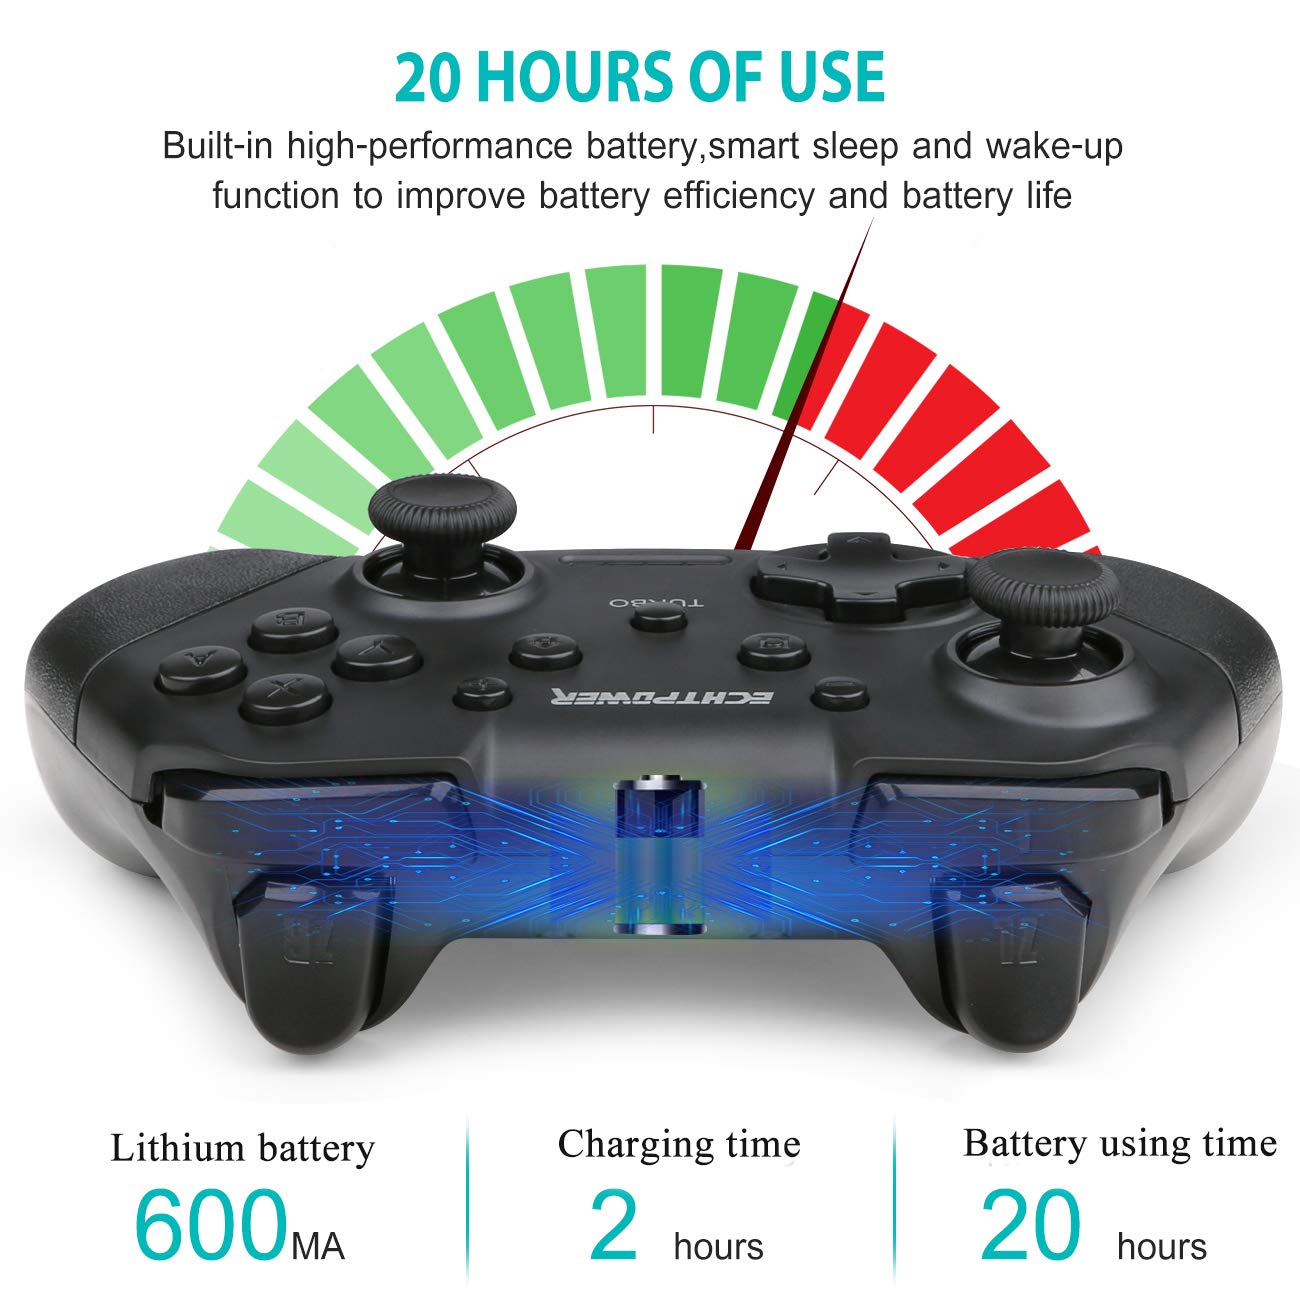 20 HOURS OF USE
Built-in high-performance battery,smart sleep and wake-up
function to improve battery efficiency and battery life
TURBO
A
B
X
Y
+
-
ECHTPOWER
Lithium battery
600MA
Charging time
2 hours
Battery using time
20 hours